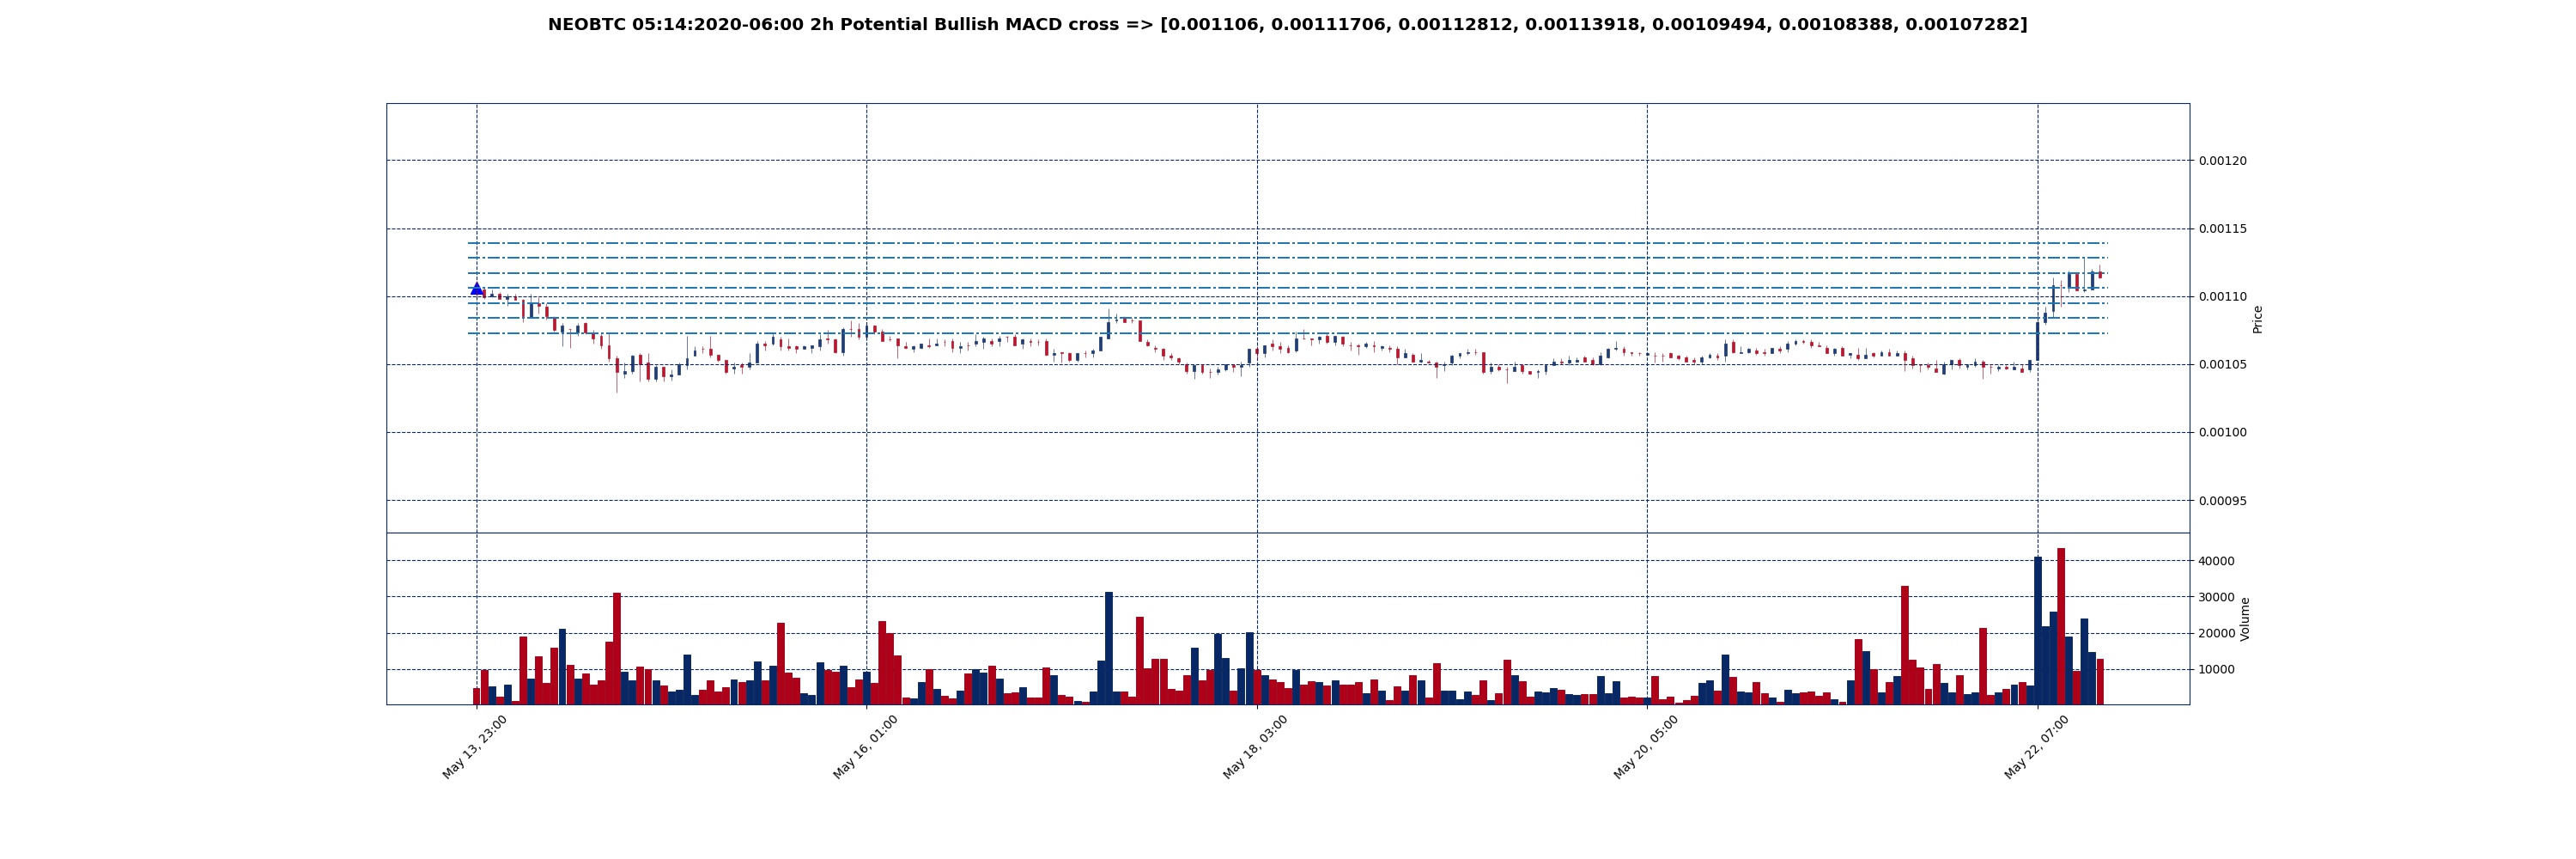 NEOBTC 05:14:2020-06:00 2h Potential Bullish MACD cross => [0.001106, 0.00111706, 0.00112812, 0.00113918, 0.00109494, 0.00108388, 0.00107282]
0.00120
0.00115
0.00110
0.00105
0.00100
0.00095
Price
40000
30000
20000
10000
Volume
May 13, 23:00
May 16, 01:00
May 18, 03:00
May 20, 05:00
May 22, 07:00